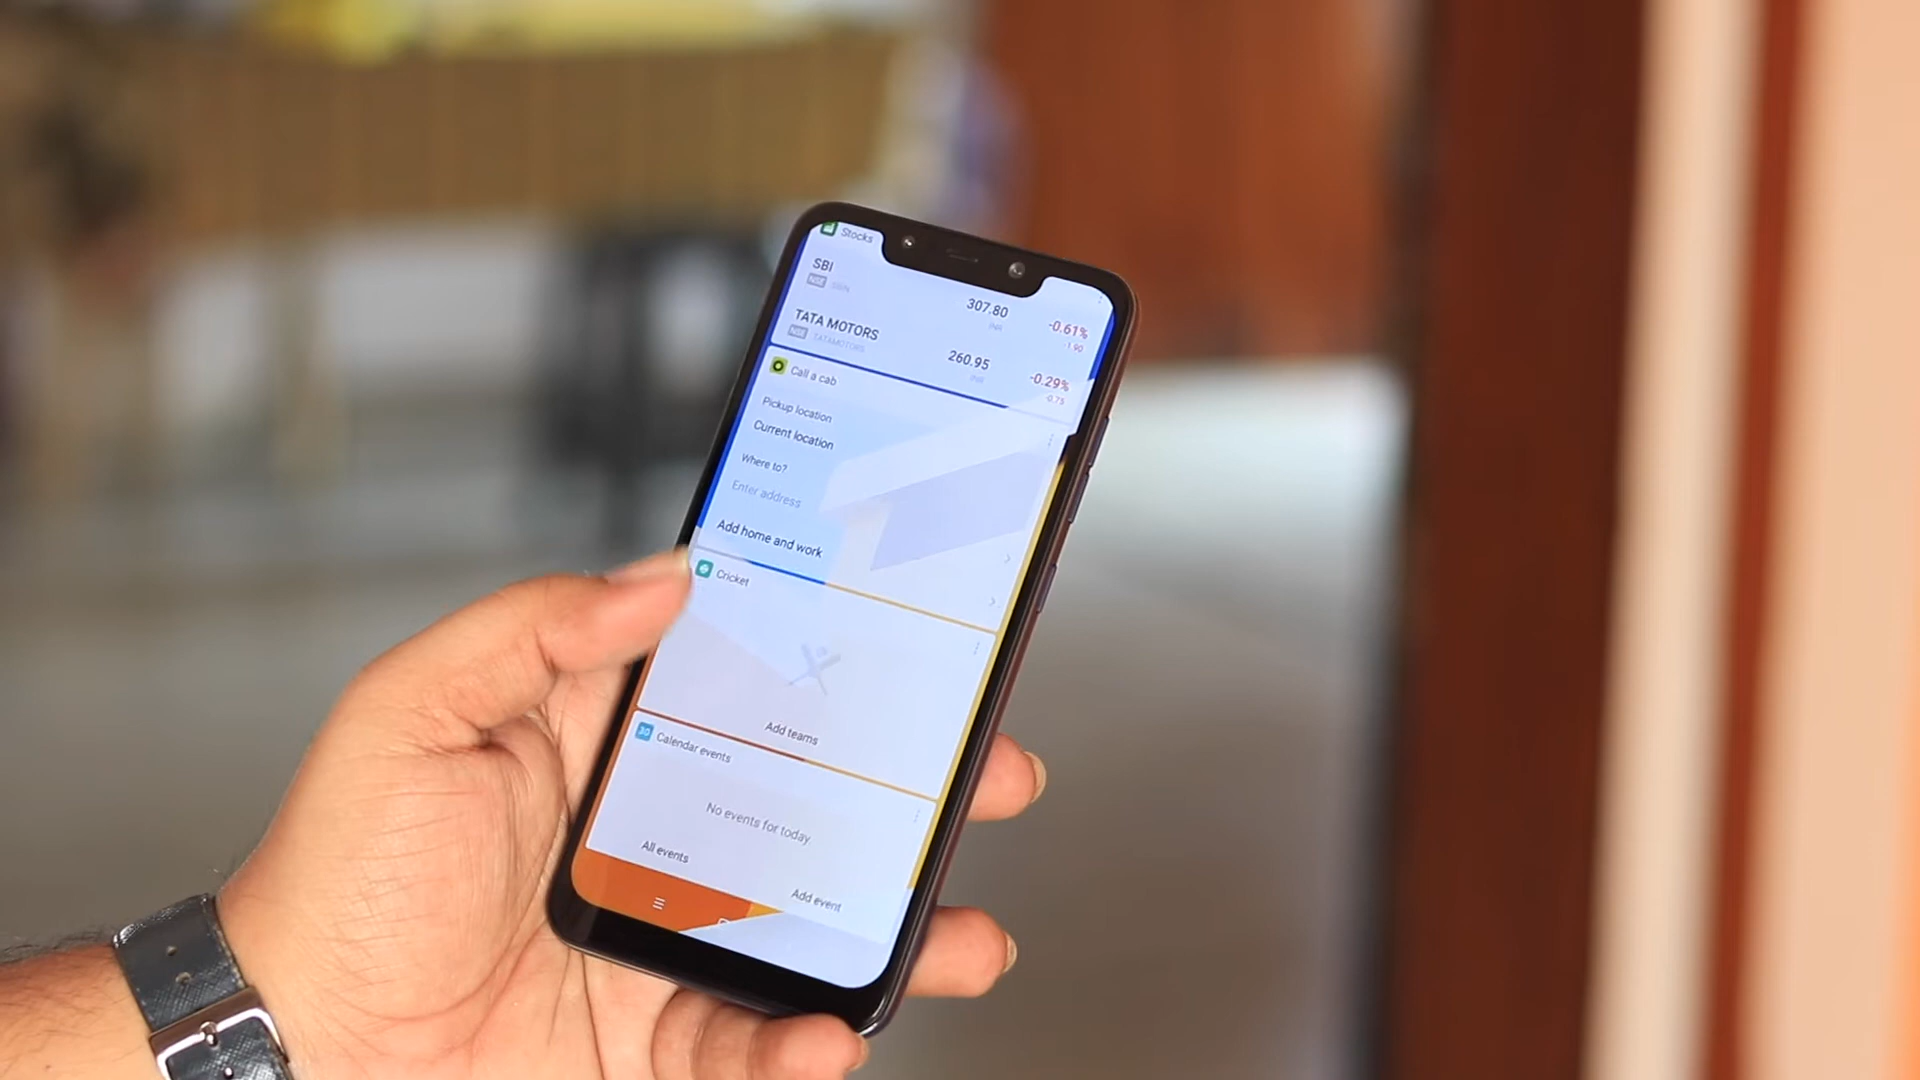 Stocks
SBI
NSE SBIN
307.80
INR
-0.61%
-1.90
TATA MOTORS
NSE TATAMOTORS
260.95
INR
-0.29%
-0.75
Call a cab
Pickup location
Current location
Where to?
Enter address
Add home and work
Cricket
Add teams
30 Calendar events
No events for today
All events
Add event